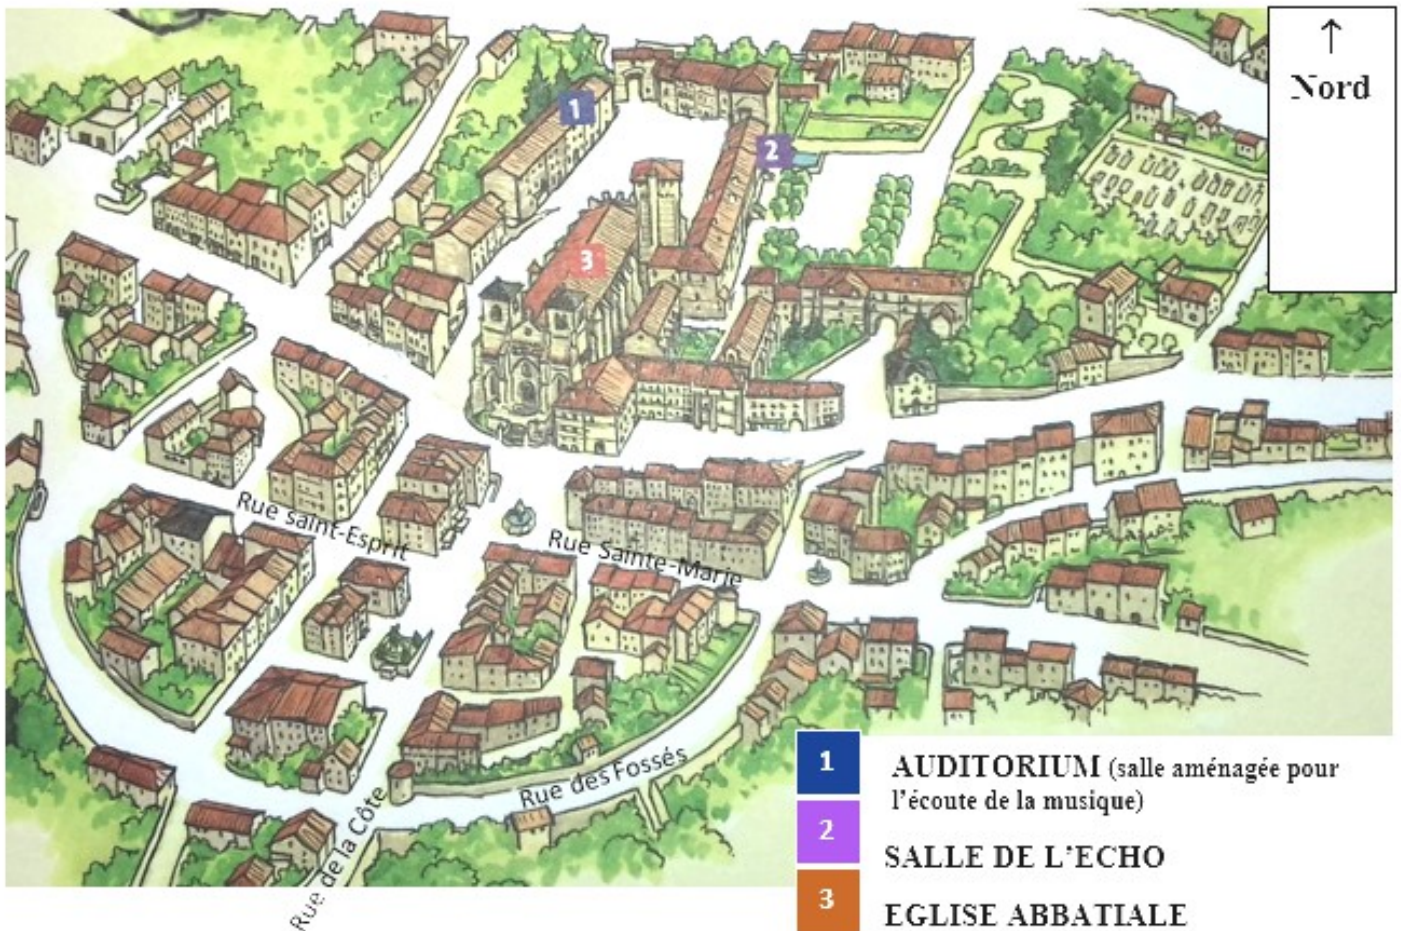 ↑
Nord
1
2
3
Rue saint-Esprit
Rue Sainte-Marie
Rue des Fossés
Rue de la Côte
1 AUDITORIUM (salle aménagée pour
l'écoute de la musique)
2 SALLE DE L'ECHO
3 EGLISE ABBATIALE